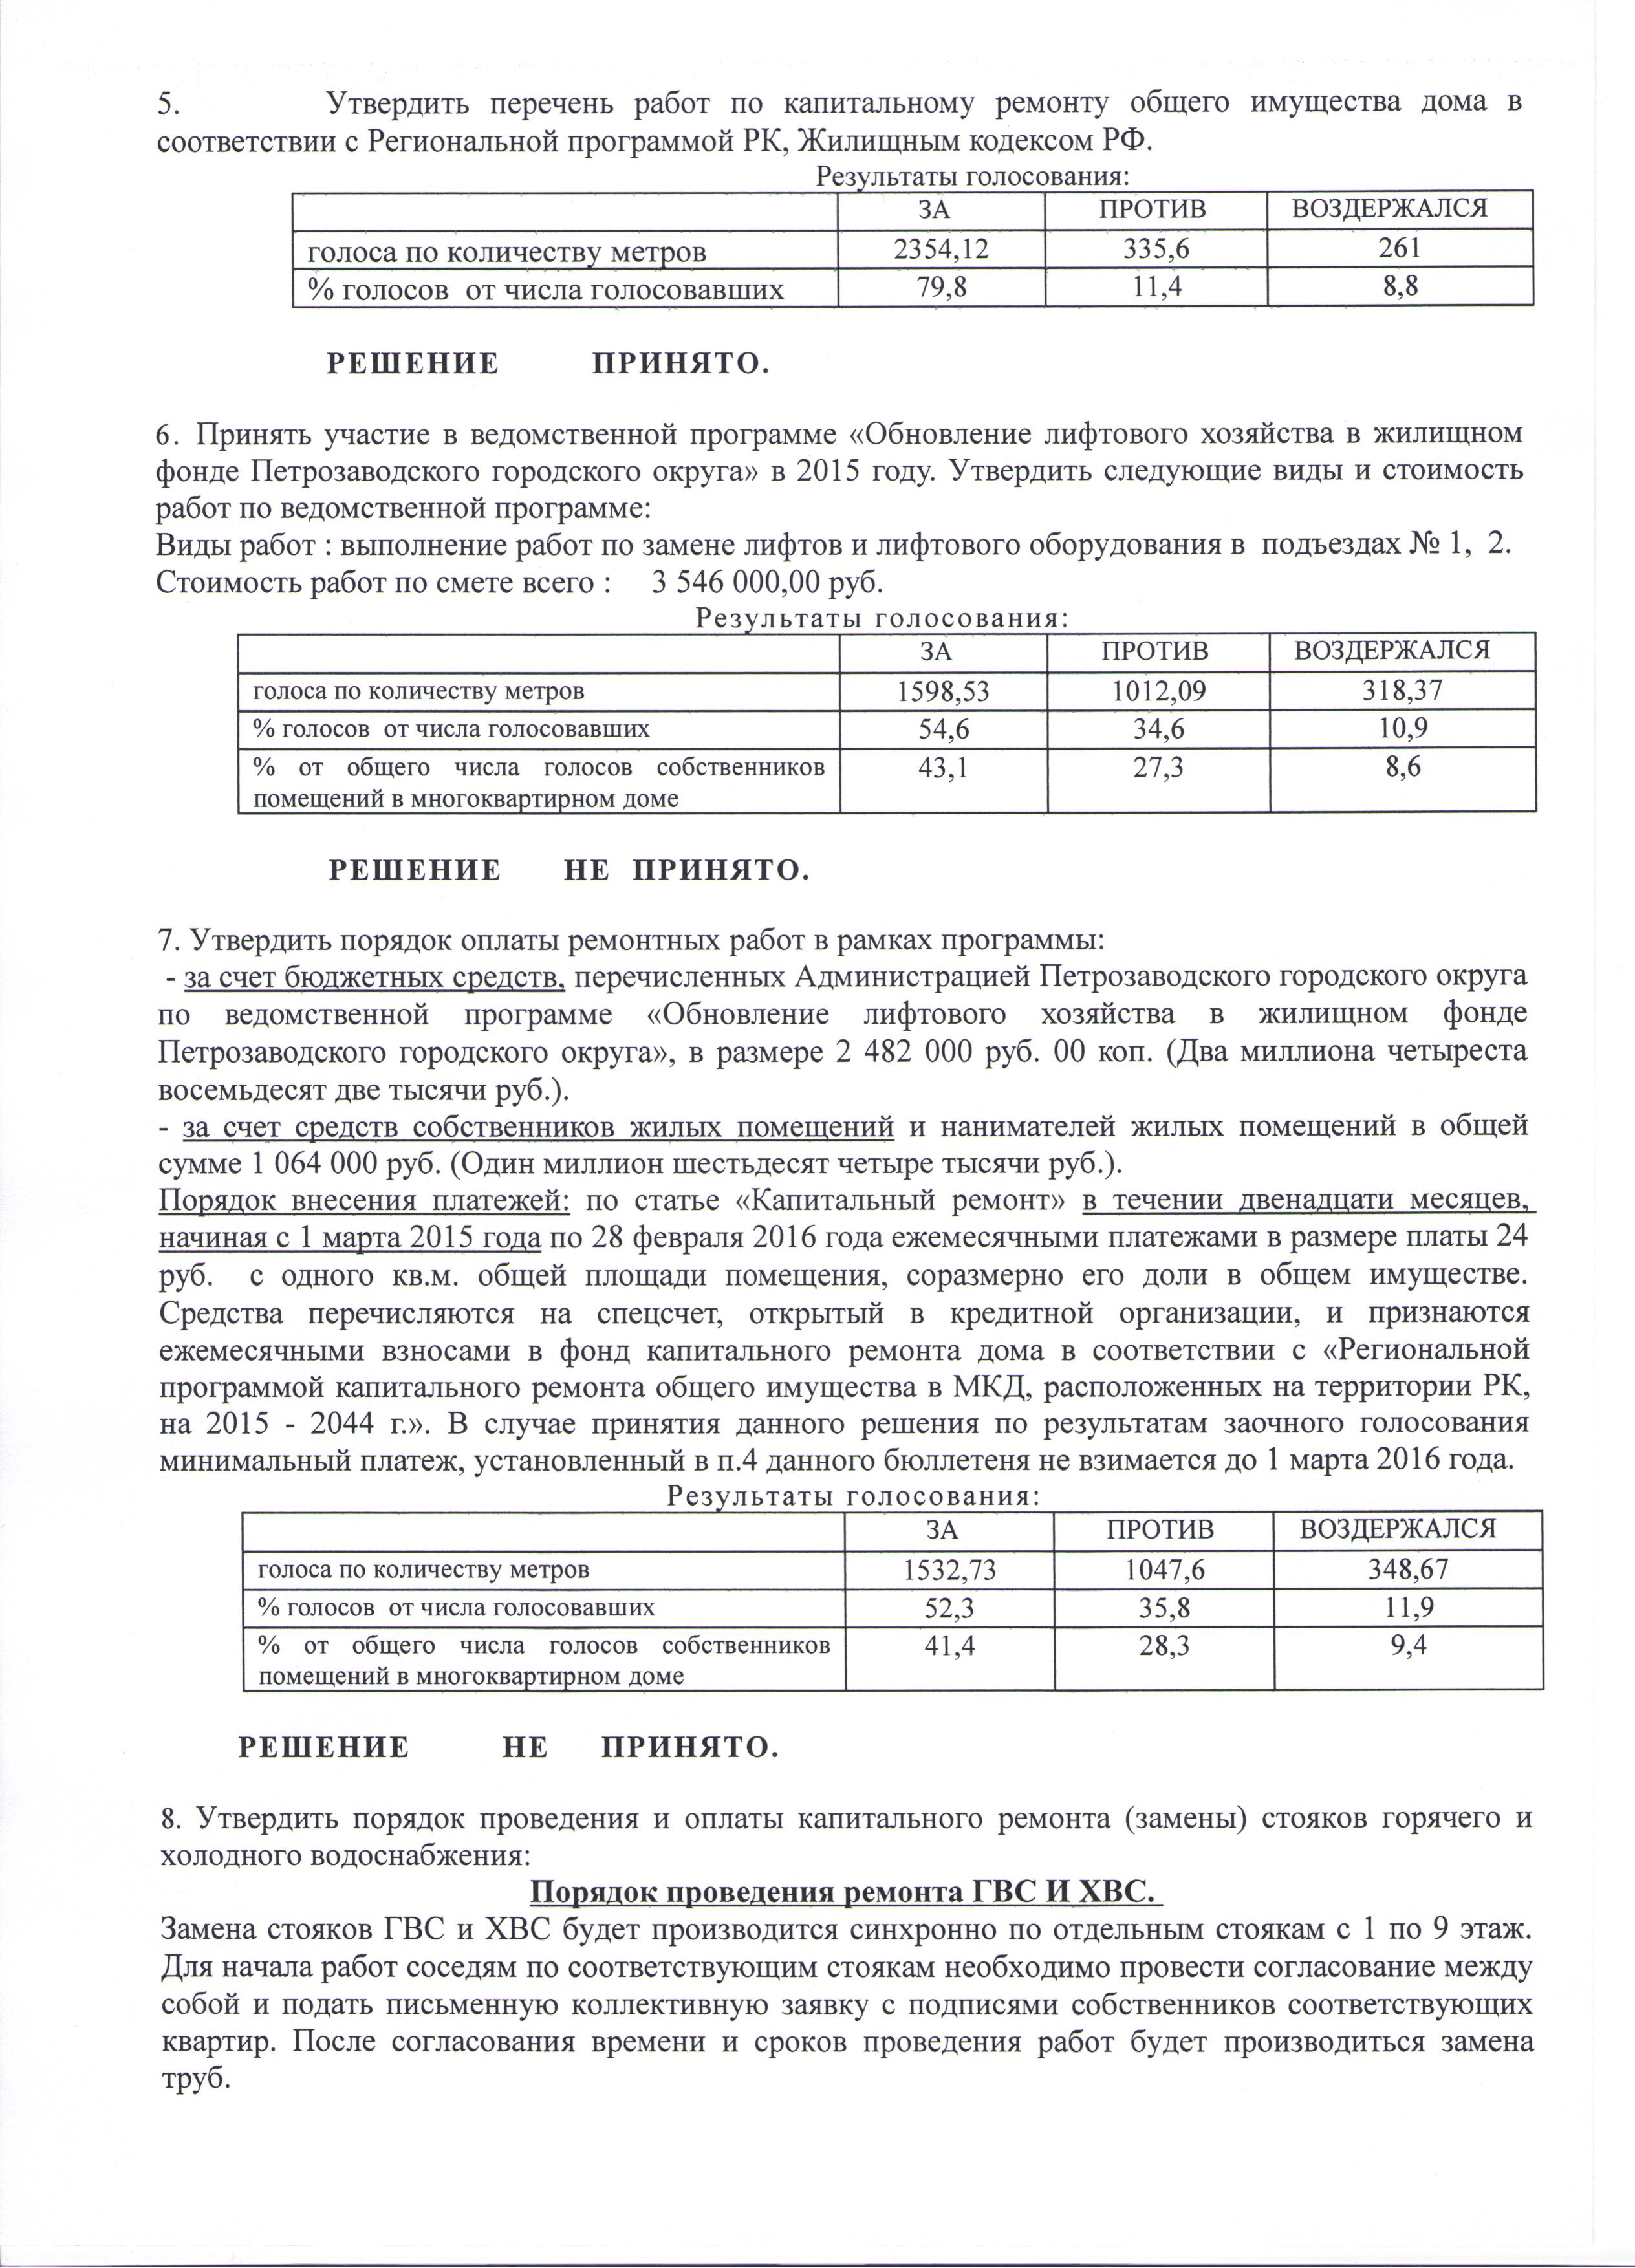 5. Утвердить перечень работ по капитальному ремонту общего имущества дома в
соответствии с Региональной программой РК, Жилищным кодексом РФ.
Результаты голосования:
ЗА ПРОТИВ ВОЗДЕРЖАЛСЯ
голоса по количеству метров 2354,12 335,6 261
% голосов от числа голосовавших 79,8 11,4 8,8
РЕШЕНИЕ ПРИНЯТО.
6. Принять участие в ведомственной программе «Обновление лифтового хозяйства в жилищном
фонде Петрозаводского городского округа» в 2015 году. Утвердить следующие виды и стоимость
работ по ведомственной программе:
Виды работ : выполнение работ по замене лифтов и лифтового оборудования в подъездах № 1, 2.
Стоимость работ по смете всего : 3 546 000,00 руб.
Результаты голосования:
ЗА ПРОТИВ ВОЗДЕРЖАЛСЯ
голоса по количеству метров 1598,53 1012,09 318,37
% голосов от числа голосовавших 54,6 34,6 10,9
% от общего числа голосов собственников 43,1 27,3 8,6
помещений в многоквартирном доме
РЕШЕНИЕ НЕ ПРИНЯТО.
7. Утвердить порядок оплаты ремонтных работ в рамках программы:
- за счет бюджетных средств, перечисленных Администрацией Петрозаводского городского округа
по ведомственной программе «Обновление лифтового хозяйства в жилищном фонде
Петрозаводского городского округа», в размере 2 482 000 руб. 00 коп. (Два миллиона четыреста
восемьдесят две тысячи руб.).
- за счет средств собственников жилых помещений и нанимателей жилых помещений в общей
сумме 1 064 000 руб. (Один миллион шестьдесят четыре тысячи руб.).
Порядок внесения платежей: по статье «Капитальный ремонт» в течении двенадцати месяцев,
начиная с 1 марта 2015 года по 28 февраля 2016 года ежемесячными платежами в размере платы 24
руб. с одного кв.м. общей площади помещения, соразмерно его доли в общем имуществе.
Средства перечисляются на спецсчет, открытый в кредитной организации, и признаются
ежемесячными взносами в фонд капитального ремонта дома в соответствии с «Региональной
программой капитального ремонта общего имущества в МКД, расположенных на территории РК,
на 2015 - 2044 г.». В случае принятия данного решения по результатам заочного голосования
минимальный платеж, установленный в п.4 данного бюллетеня не взимается до 1 марта 2016 года.
Результаты голосования:
ЗА ПРОТИВ ВОЗДЕРЖАЛСЯ
голоса по количеству метров 1532,73 1047,6 348,67
% голосов от числа голосовавших 52,3 35,8 11,9
% от общего числа голосов собственников 41,4 28,3 9,4
помещений в многоквартирном доме
РЕШЕНИЕ НЕ ПРИНЯТО.
8. Утвердить порядок проведения и оплаты капитального ремонта (замены) стояков горячего и
холодного водоснабжения:
Порядок проведения ремонта ГВС И ХВС.
Замена стояков ГВС и ХВС будет производится синхронно по отдельным стоякам с 1 по 9 этаж.
Для начала работ соседям по соответствующим стоякам необходимо провести согласование между
собой и подать письменную коллективную заявку с подписями собственников соответствующих
квартир. После согласования времени и сроков проведения работ будет производиться замена
труб.